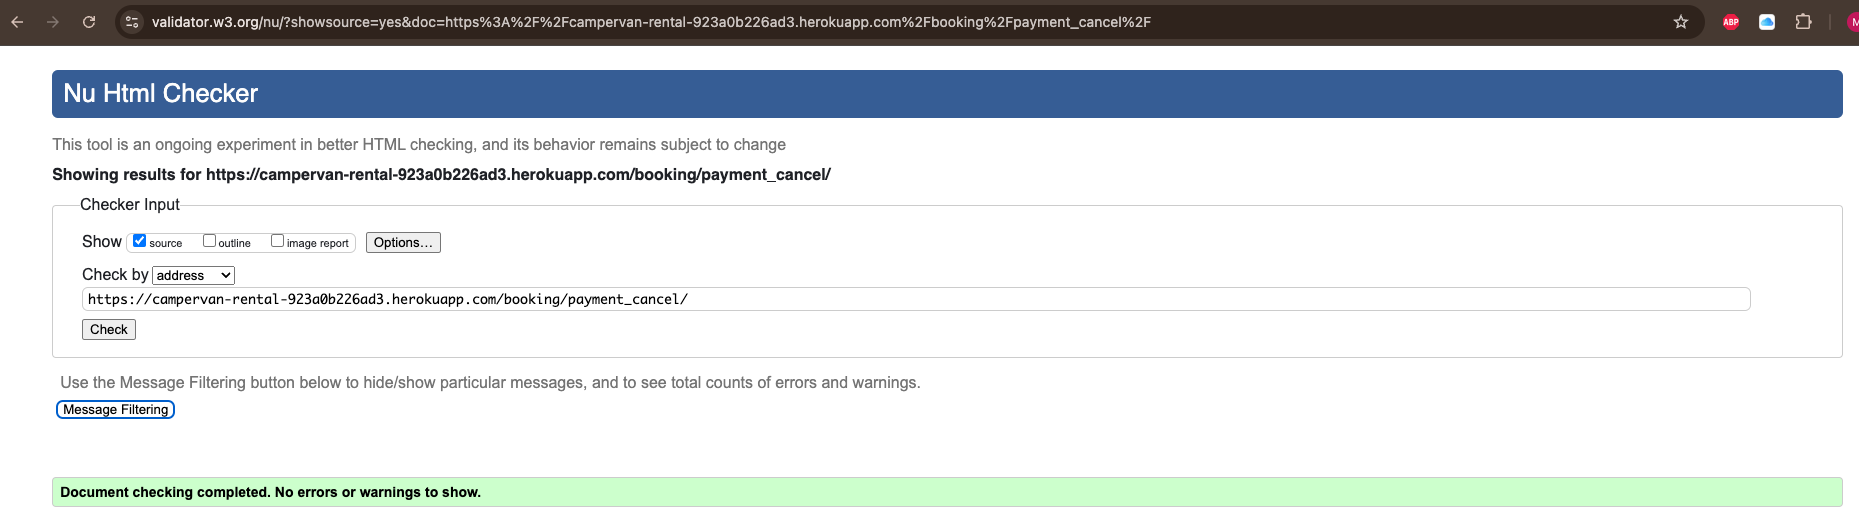 validator.w3.org/nu/?showsource=yes&doc=https%3A%2F%2Fcampervan-rental-923a0b226ad3.herokuapp.com%2Fbooking%2Fpayment_cancel%2F
ABP
M
Nu Html Checker
This tool is an ongoing experiment in better HTML checking, and its behavior remains subject to change
Showing results for https://campervan-rental-923a0b226ad3.herokuapp.com/booking/payment_cancel/
Checker Input
Show source outline image report Options...
Check by address
https://campervan-rental-923a0b226ad3.herokuapp.com/booking/payment_cancel/
Check
Use the Message Filtering button below to hide/show particular messages, and to see total counts of errors and warnings.
Message Filtering
Document checking completed. No errors or warnings to show.